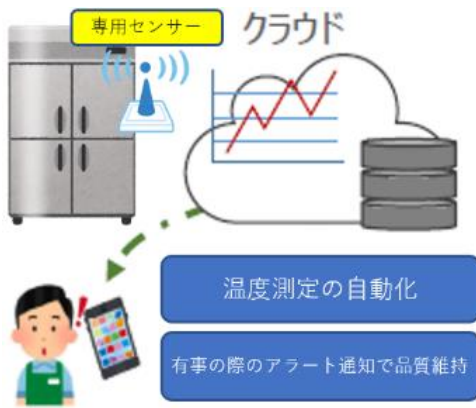 専用センサー
クラウド
温度測定の自動化
有事の際のアラート通知で品質維持